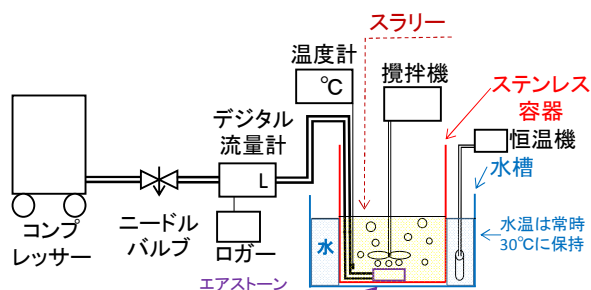 スラリー
温度計
℃
攪拌機
ステンレス
容器
デジタル
流量計
恒温機
水槽
L
水温は常時
30℃に保持
コンプ
レッサー
ニードル
バルブ
ロガー
水
エアストーン